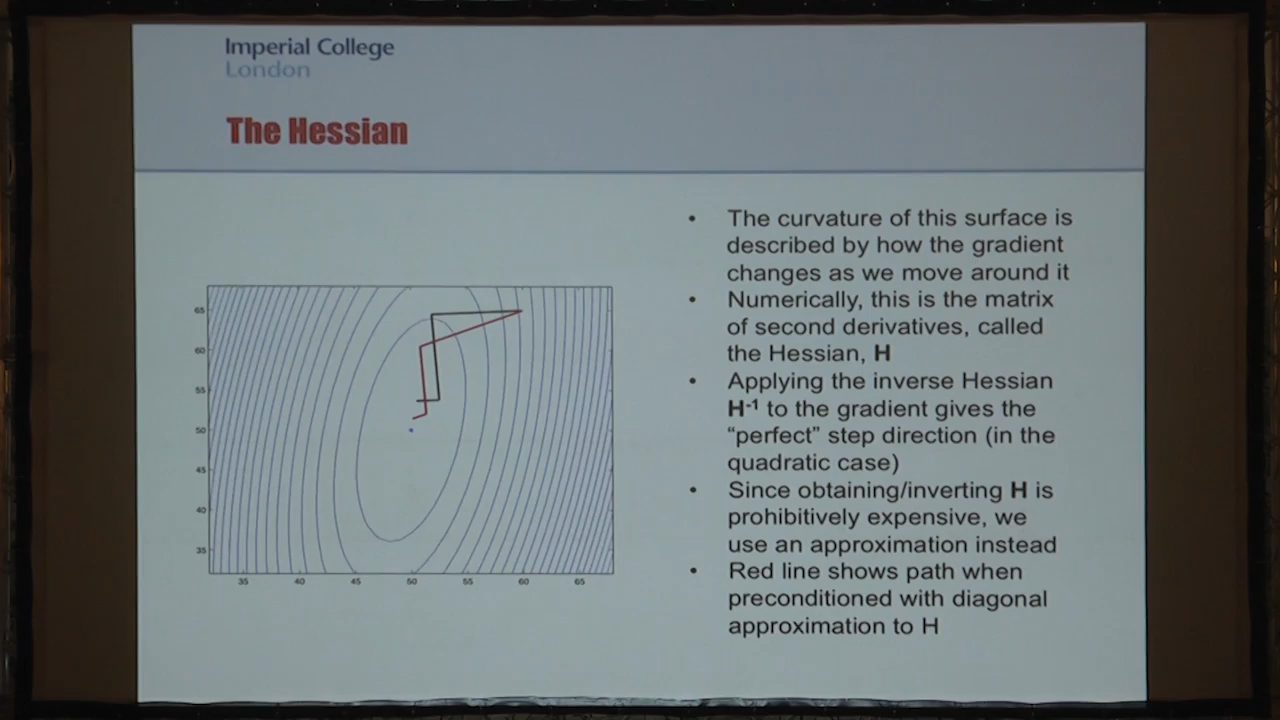 Imperial College
London
The Hessian
• The curvature of this surface is
described by how the gradient
changes as we move around it
• Numerically, this is the matrix
of second derivatives, called
the Hessian, H
• Applying the inverse Hessian
H-1 to the gradient gives the
“perfect” step direction (in the
quadratic case)
• Since obtaining/inverting H is
prohibitively expensive, we
use an approximation instead
• Red line shows path when
preconditioned with diagonal
approximation to H
65
60
55
50
45
40
35
35 40 45 50 55 60 65